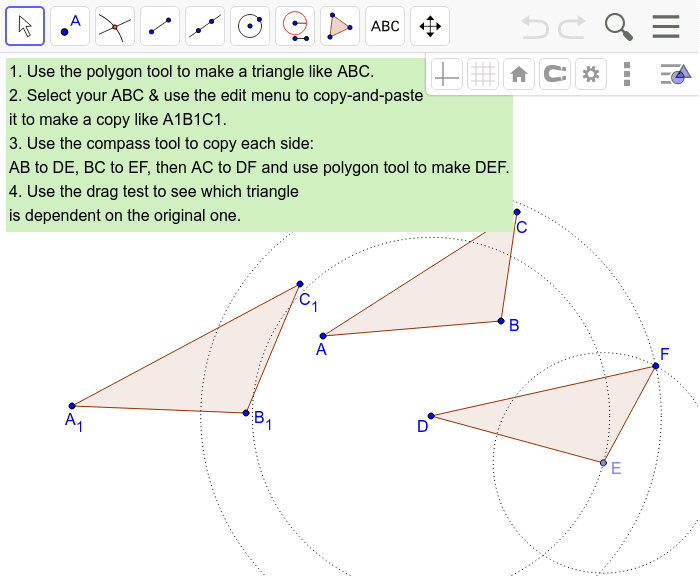 A
ABC
1. Use the polygon tool to make a triangle like ABC.
2. Select your ABC & use the edit menu to copy-and-paste
it to make a copy like A1B1C1.
3. Use the compass tool to copy each side:
AB to DE, BC to EF, then AC to DF and use polygon tool to make DEF.
4. Use the drag test to see which triangle
is dependent on the original one.
C
C1
B
A
F
A1
B1
D
E